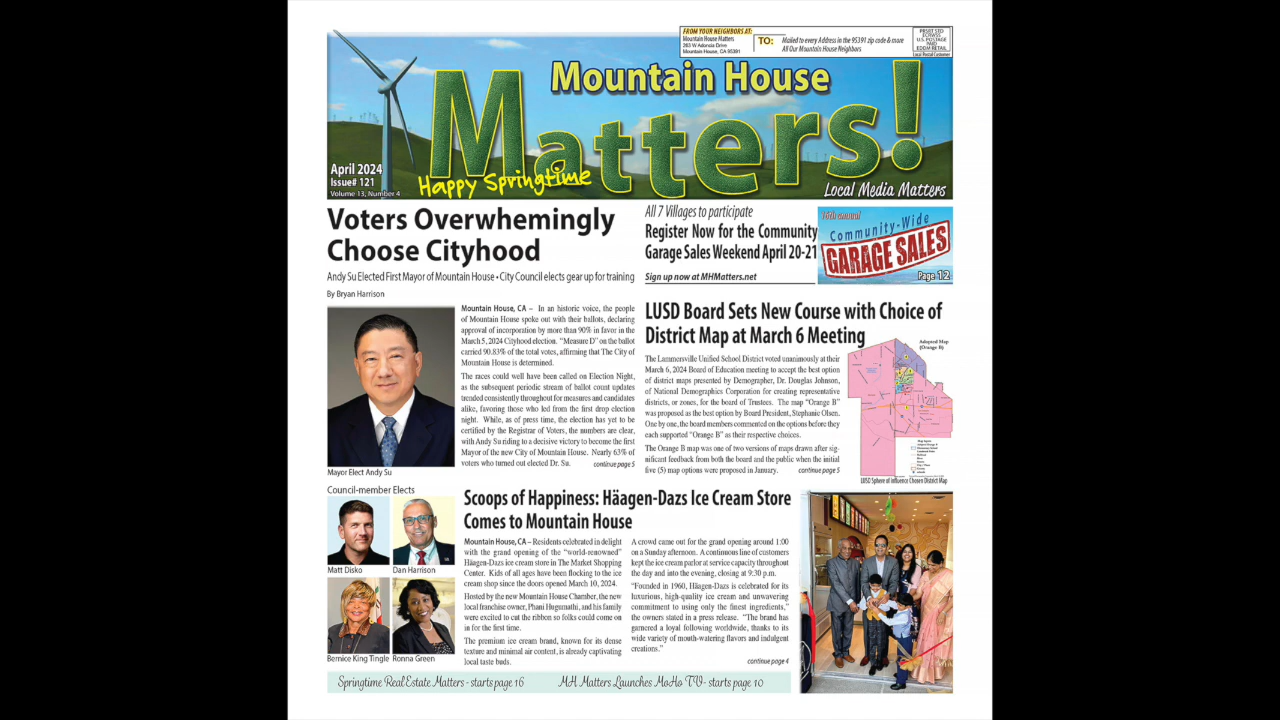 FROM YOUR NEIGHBORS AT:
Mountain House Matters
283 W Adoncia Drive
Mountain House, CA 95391
TO:
Mailed to every Address in the 95391 zip code & more
All Our Mountain House Neighbors
PRSRT STD
ECRWSS
U.S. POSTAGE
PAID
EDDM RETAIL
Local Postal Customer
Mountain House
Matters!
Happy Springtime
April 2024
Issue# 121
Volume 13, Number 4
Local Media Matters
Voters Overwhemingly
Choose Cityhood
Andy Su Elected First Mayor of Mountain House • City Council elects gear up for training
By Bryan Harrison
Mountain House, CA – In an historic voice, the people
of Mountain House spoke out with their ballots, declaring
approval of incorporation by more than 90% in favor in the
March 5, 2024 Cityhood election. “Measure D” on the ballot
carried 90.83% of the total votes, affirming that The City of
Mountain House is determined.
The races could well have been called on Election Night,
as the subsequent periodic stream of ballot count updates
trended consistently throughout for measures and candidates
alike, favoring those who led from the first drop election
night. While, as of press time, the election has yet to be
certified by the Registrar of Voters, the numbers are clear,
with Andy Su riding to a decisive victory to become the first
Mayor of the new City of Mountain House. Nearly 63% of
voters who turned out elected Dr. Su.
continue page 5
Mayor Elect Andy Su
All 7 Villages to participate
Register Now for the Community
Garage Sales Weekend April 20-21
Sign up now at MHMatters.net
16th annual
Community-Wide
GARAGE SALES
Page 12
LUSD Board Sets New Course with Choice of
District Map at March 6 Meeting
The Lammersville Unified School District voted unanimously at their
March 6, 2024 Board of Education meeting to accept the best option
of district maps presented by Demographer, Dr. Douglas Johnson,
of National Demographics Corporation for creating representative
districts, or zones, for the board of Trustees. The map “Orange B”
was proposed as the best option by Board President, Stephanie Olsen.
One by one, the board members commented on the options before they
each supported “Orange B” as their respective choices.
The Orange B map was one of two versions of maps drawn after sig-
nificant feedback from both the board and the public when the initial
five (5) map options were proposed in January.
continue page 5
Adopted Map
(Orange B)
LUSD Sphere of Influence Chosen District Map
Council-member Elects
Matt Disko
Dan Harrison
Bernice King Tingle
Ronna Green
Scoops of Happiness: Häagen-Dazs Ice Cream Store
Comes to Mountain House
Mountain House, CA – Residents celebrated in delight
with the grand opening of the “world-renowned”
Häagen-Dazs ice cream store in The Market Shopping
Center. Kids of all ages have been flocking to the ice
cream shop since the doors opened March 10, 2024.
Hosted by the new Mountain House Chamber, the new
local franchise owner, Phani Hugumathi, and his family
were excited to cut the ribbon so folks could come on
in for the first time.
The premium ice cream brand, known for its dense
texture and minimal air content, is already captivating
local taste buds.
A crowd came out for the grand opening around 1:00
on a Sunday afternoon. A continuous line of customers
kept the ice cream parlor at service capacity throughout
the day and into the evening, closing at 9:30 p.m.
“Founded in 1960, Häagen-Dazs is celebrated for its
luxurious, high-quality ice cream and unwavering
commitment to using only the finest ingredients,”
the owners stated in a press release. “The brand has
garnered a loyal following worldwide, thanks to its
wide variety of mouth-watering flavors and indulgent
creations.”
continue page 4
Springtime Real Estate Matters - starts page 16
MH Matters Launches MoHo TV- starts page 10